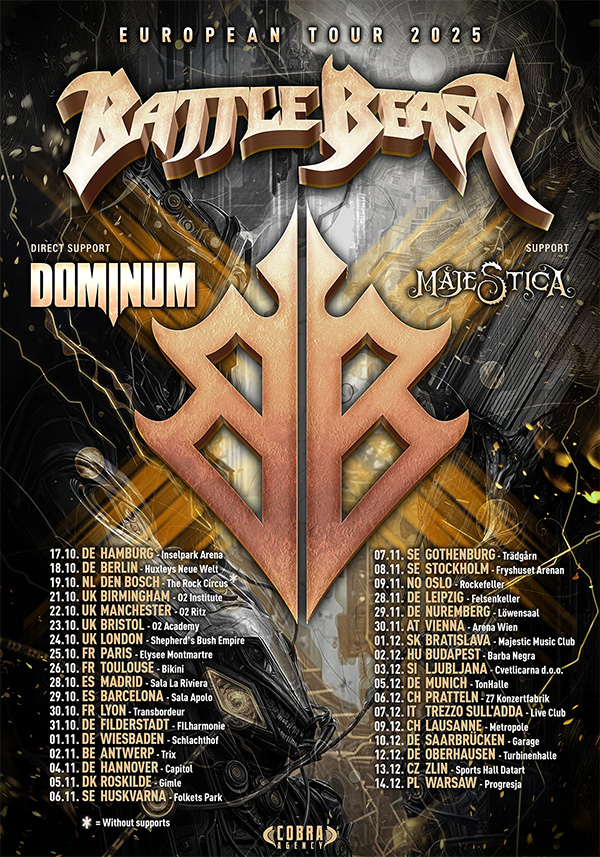 EUROPEAN TOUR 2025
BATTLE BEAST
DIRECT SUPPORT
DOMINUM
SUPPORT
MAJESTICA
17.10. DE HAMBURG - Inselpark Arena
18.10. DE BERLIN - Huxleys Neue Welt
19.10. NL DEN BOSCH - The Rock Circus*
21.10. UK BIRMINGHAM - O2 Institute
22.10. UK MANCHESTER - O2 Ritz
23.10. UK BRISTOL - O2 Academy
24.10. UK LONDON - Shepherd's Bush Empire
25.10. FR PARIS - Elysee Montmartre
26.10. FR TOULOUSE - Bikini
28.10. ES MADRID - Sala La Riviera
29.10. ES BARCELONA - Sala Apolo
30.10. FR LYON - Transbordeur
31.10. DE FILDERSTADT - FILharmonie
01.11. DE WIESBADEN - Schlachthof
02.11. BE ANTWERP - Trix
04.11. DE HANNOVER - Capitol
05.11. DK ROSKILDE - Gimle
06.11. SE HUSKVARNA - Folkets Park
* = Without supports
07.11. SE GOTHENBURG - Trädgårn
08.11. SE STOCKHOLM - Fryshuset Arenan
09.11. NO OSLO - Rockefeller
28.11. DE LEIPZIG - Felsenkeller
29.11. DE NUREMBERG - Löwensaal
30.11. AT VIENNA - Arena Wien
01.12. SK BRATISLAVA - Majestic Music Club
02.12. HU BUDAPEST - Barba Negra
03.12. SI LJUBLJANA - Cvetlicarna d.o.o.
05.12. DE MUNICH - TonHalle
06.12. CH PRATTELN - Z7 Konzertfabrik
07.12. IT TREZZO SULL'ADDA - Live Club
09.12. CH LAUSANNE - Metropole
10.12. DE SAARBRÜCKEN - Garage
12.12. DE OBERHAUSEN - Turbinenhalle
13.12. CZ ZLIN - Sports Hall Datart
14.12. PL WARSAW - Progresja
COBRA
AGENCY